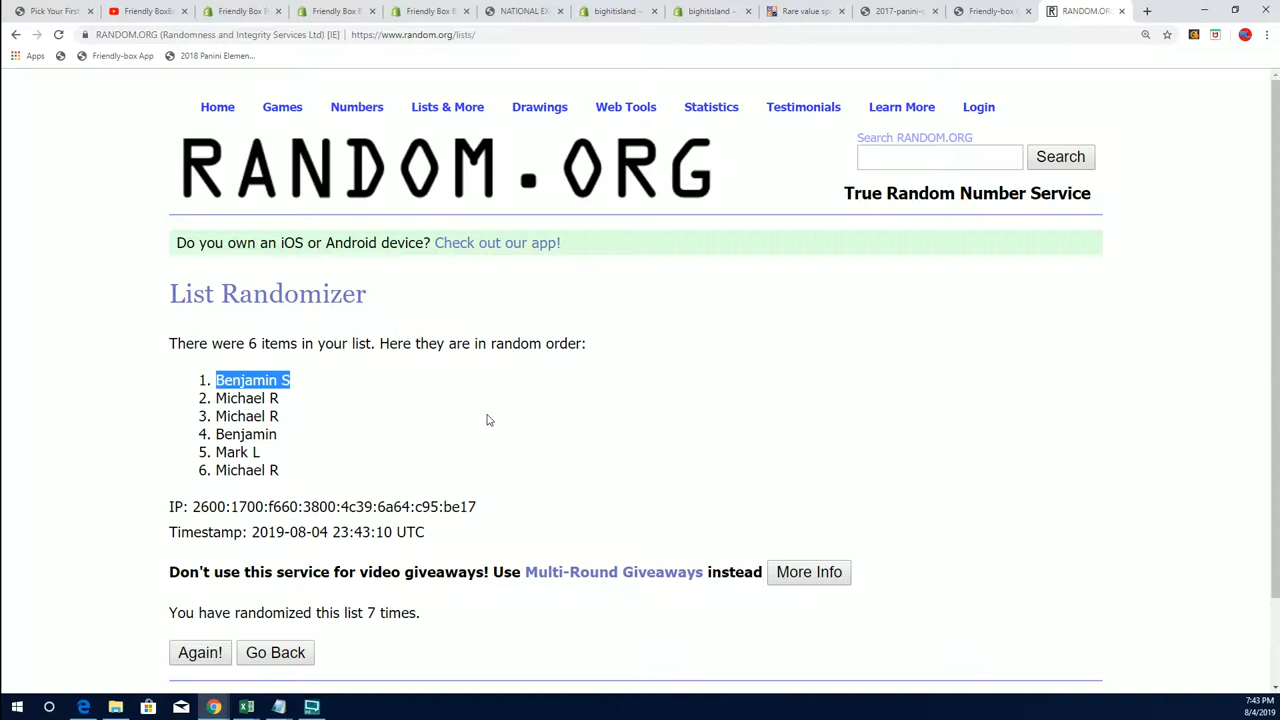 Pick Your First
FriendlyBoxB
Friendly Box B
Friendly Box B
Friendly Box B
NATIONAL EX
bighitisland –
bighitisland –
Rare value sp
2017-panini-s
Friendly-box
RANDOM.OR
RANDOM.ORG (Randomness and Integrity Services Ltd) [IE] | https://www.random.org/lists/
Apps
Friendly-box App
2018 Panini Elemen...
Home Games Numbers Lists & More Drawings Web Tools Statistics Testimonials Learn More Login
RANDOM.ORG
Search RANDOM.ORG
Search
True Random Number Service
Do you own an iOS or Android device? Check out our app!
List Randomizer
There were 6 items in your list. Here they are in random order:
1. Benjamin S
2. Michael R
3. Michael R
4. Benjamin
5. Mark L
6. Michael R
IP: 2600:1700:f660:3800:4c39:6a64:c95:be17
Timestamp: 2019-08-04 23:43:10 UTC
Don't use this service for video giveaways! Use Multi-Round Giveaways instead More Info
You have randomized this list 7 times.
Again! Go Back
7:43 PM
8/4/2019